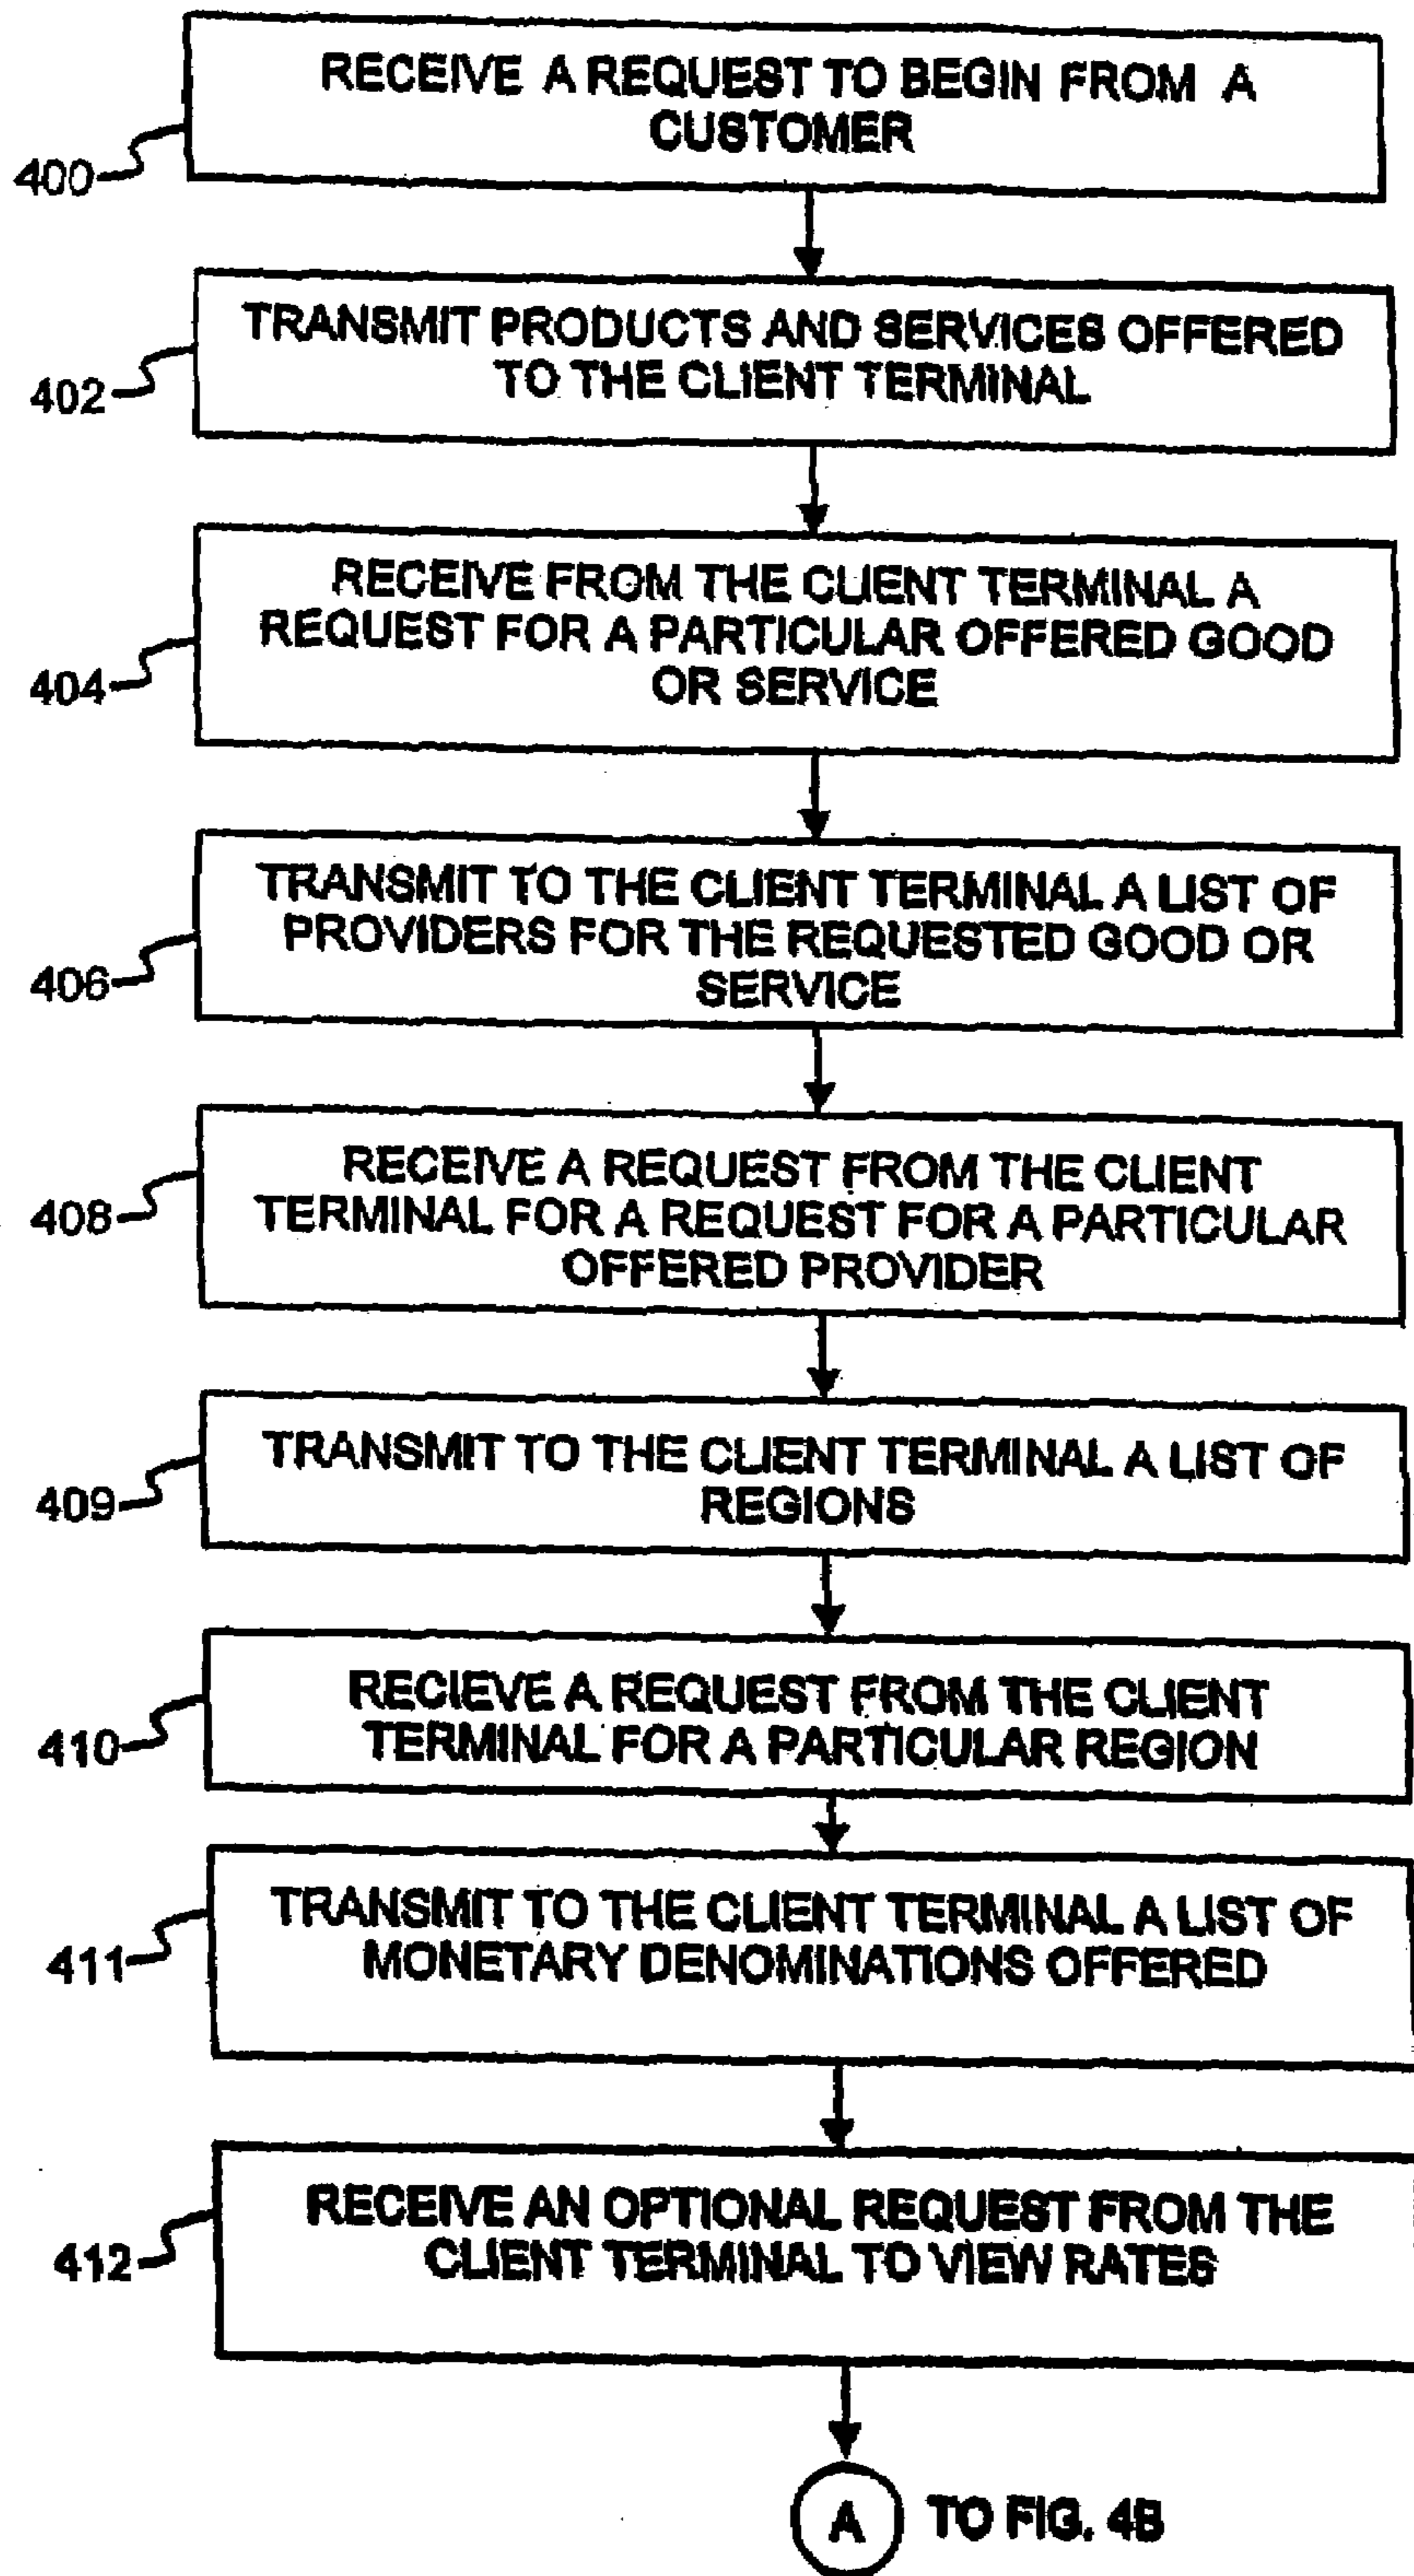 RECEIVE A REQUEST TO BEGIN FROM A
CUSTOMER
400
TRANSMIT PRODUCTS AND SERVICES OFFERED
TO THE CLIENT TERMINAL
402
RECEIVE FROM THE CLIENT TERMINAL A
REQUEST FOR A PARTICULAR OFFERED GOOD
OR SERVICE
404
TRANSMIT TO THE CLIENT TERMINAL A LIST OF
PROVIDERS FOR THE REQUESTED GOOD OR
SERVICE
406
RECEIVE A REQUEST FROM THE CLIENT
TERMINAL FOR A REQUEST FOR A PARTICULAR
OFFERED PROVIDER
408
TRANSMIT TO THE CLIENT TERMINAL A LIST OF
REGIONS
409
RECIEVE A REQUEST FROM THE CLIENT
TERMINAL FOR A PARTICULAR REGION
410
TRANSMIT TO THE CLIENT TERMINAL A LIST OF
MONETARY DENOMINATIONS OFFERED
411
RECEIVE AN OPTIONAL REQUEST FROM THE
CLIENT TERMINAL TO VIEW RATES
412
A TO FIG. 4B